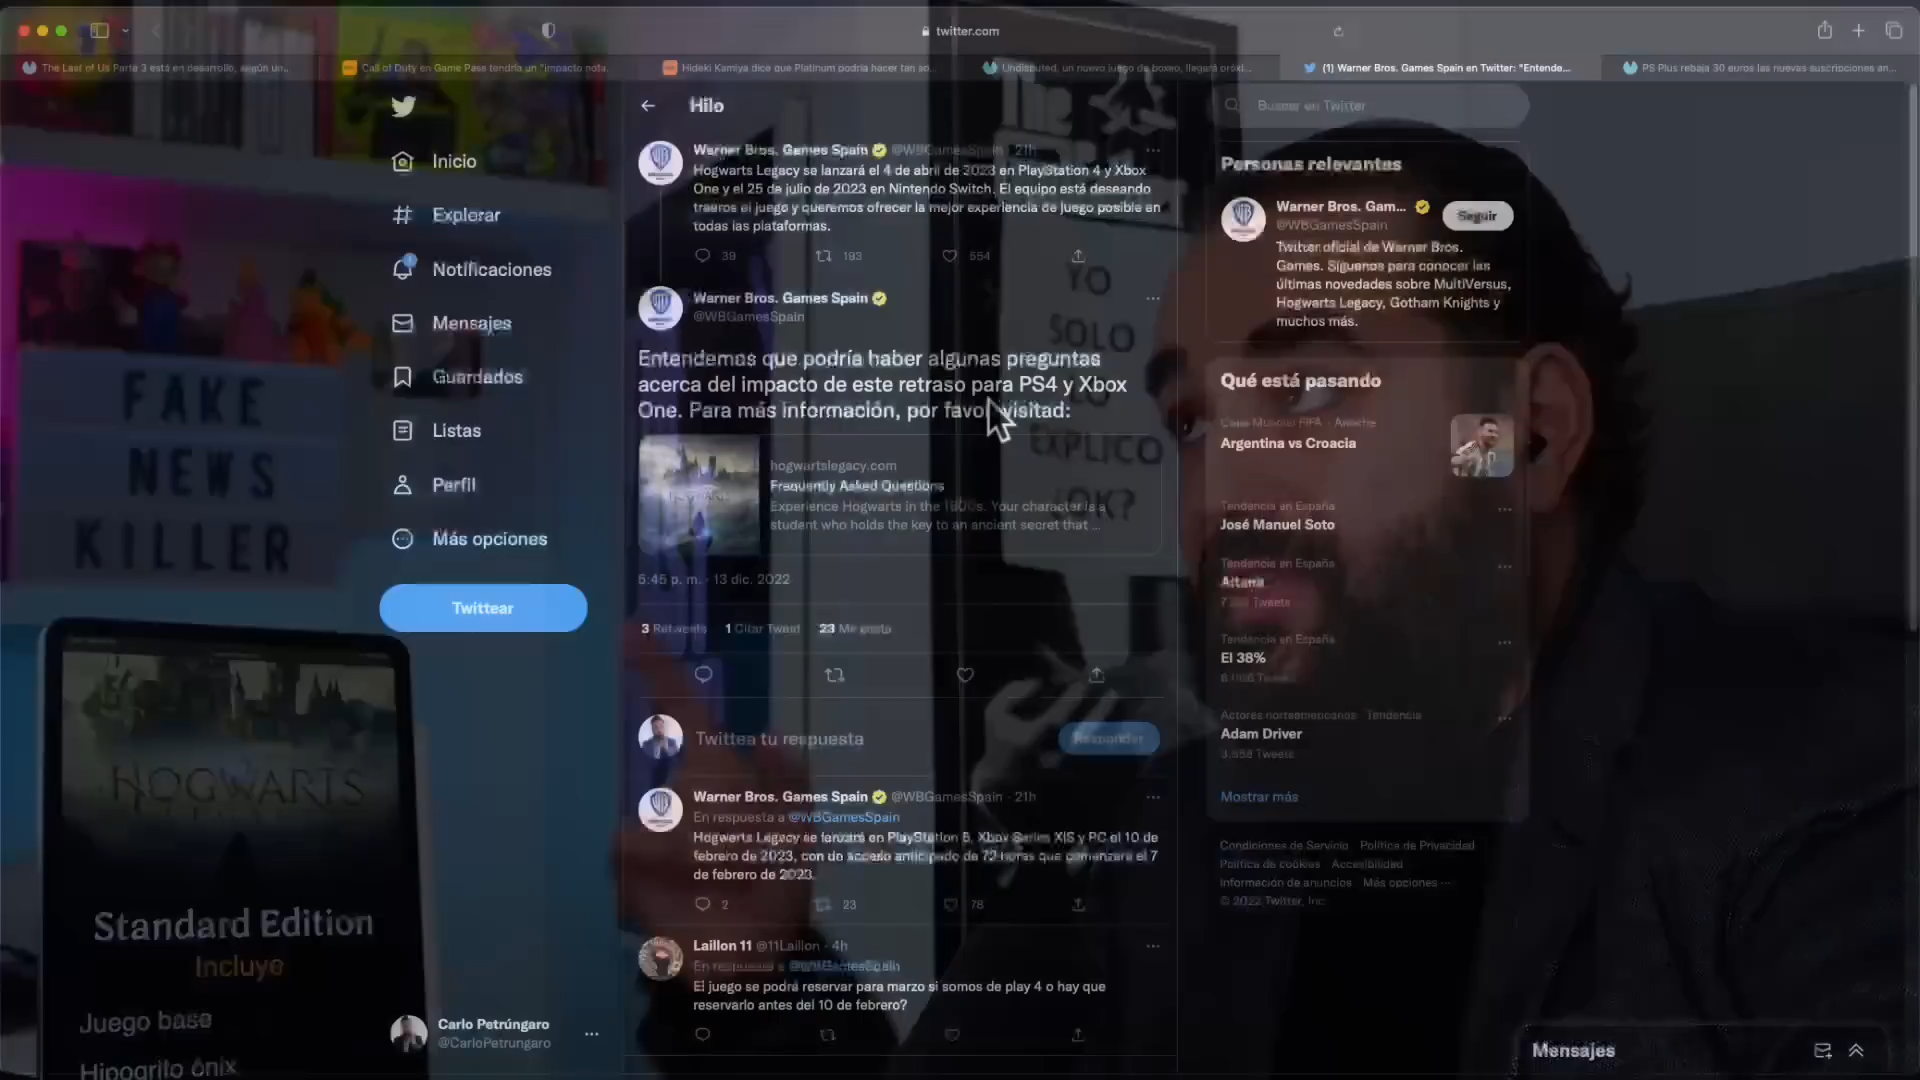 twitter.com
The Last of Us Parte 3 está en desarrollo, según un...
Call of Duty en Game Pass tendría un "impacto nota...
Hideki Kamiya dice que Platinum podría hacer tan so...
Undisputed, un nuevo juego de boxeo, llegará próxi...
(1) Warner Bros. Games Spain en Twitter: "Entende...
PS Plus rebaja 30 euros las nuevas suscripciones an...
Inicio
Explorar
Notificaciones
Mensajes
Guardados
Listas
Perfil
Más opciones
Twittear
Carlo Petrúngaro
@CarloPetrungaro
Hilo
Warner Bros. Games Spain @WBGamesSpain · 21h
Hogwarts Legacy se lanzará el 4 de abril de 2023 en PlayStation 4 y Xbox
One y el 25 de julio de 2023 en Nintendo Switch. El equipo está deseando
traeros el juego y queremos ofrecer la mejor experiencia de juego posible en
todas las plataformas.
39 193 554
Warner Bros. Games Spain
@WBGamesSpain
Entendemos que podría haber algunas preguntas
acerca del impacto de este retraso para PS4 y Xbox
One. Para más información, por favor visitad:
hogwartslegacy.com
Frequently Asked Questions
Experience Hogwarts in the 1800s. Your character is a
student who holds the key to an ancient secret that ...
5:45 p. m. · 13 dic. 2022
3 Retweets 1 Citar Tweet 23 Me gusta
Twittea tu respuesta
Responder
Warner Bros. Games Spain @WBGamesSpain · 21h
En respuesta a @WBGamesSpain
Hogwarts Legacy se lanzará en PlayStation 5, Xbox Series X|S y PC el 10 de
febrero de 2023, con un acceso anticipado de 72 horas que comenzará el 7
de febrero de 2023.
2 23 78
Laillon 11 @11Laillon · 4h
En respuesta a @WBGamesSpain
El juego se podrá reservar para marzo si somos de play 4 o hay que
reservarlo antes del 10 de febrero?
Buscar en Twitter
Personas relevantes
Warner Bros. Gam...
@WBGamesSpain
Seguir
Twitter oficial de Warner Bros.
Games. Síguenos para conocer las
últimas novedades sobre MultiVersus,
Hogwarts Legacy, Gotham Knights y
muchos más.
Qué está pasando
Copa Mundial FIFA · Anoche
Argentina vs Croacia
Tendencia en España
José Manuel Soto
Tendencia en España
Aitana
Tweets
Tendencia en España
El 38%
Tweets
Actores norteamericanos · Tendencia
Adam Driver
3.558 Tweets
Mostrar más
Condiciones de Servicio Política de Privacidad
Política de cookies Accesibilidad
Información de anuncios Más opciones ···
© 2022 Twitter, Inc.
Mensajes
FAKE
NEWS
KILLER
HOGWARTS
Standard Edition
Incluye
Juego base
Hipogrifo ónix
YO
SOLO
LO
EXPLICO
¿OK?